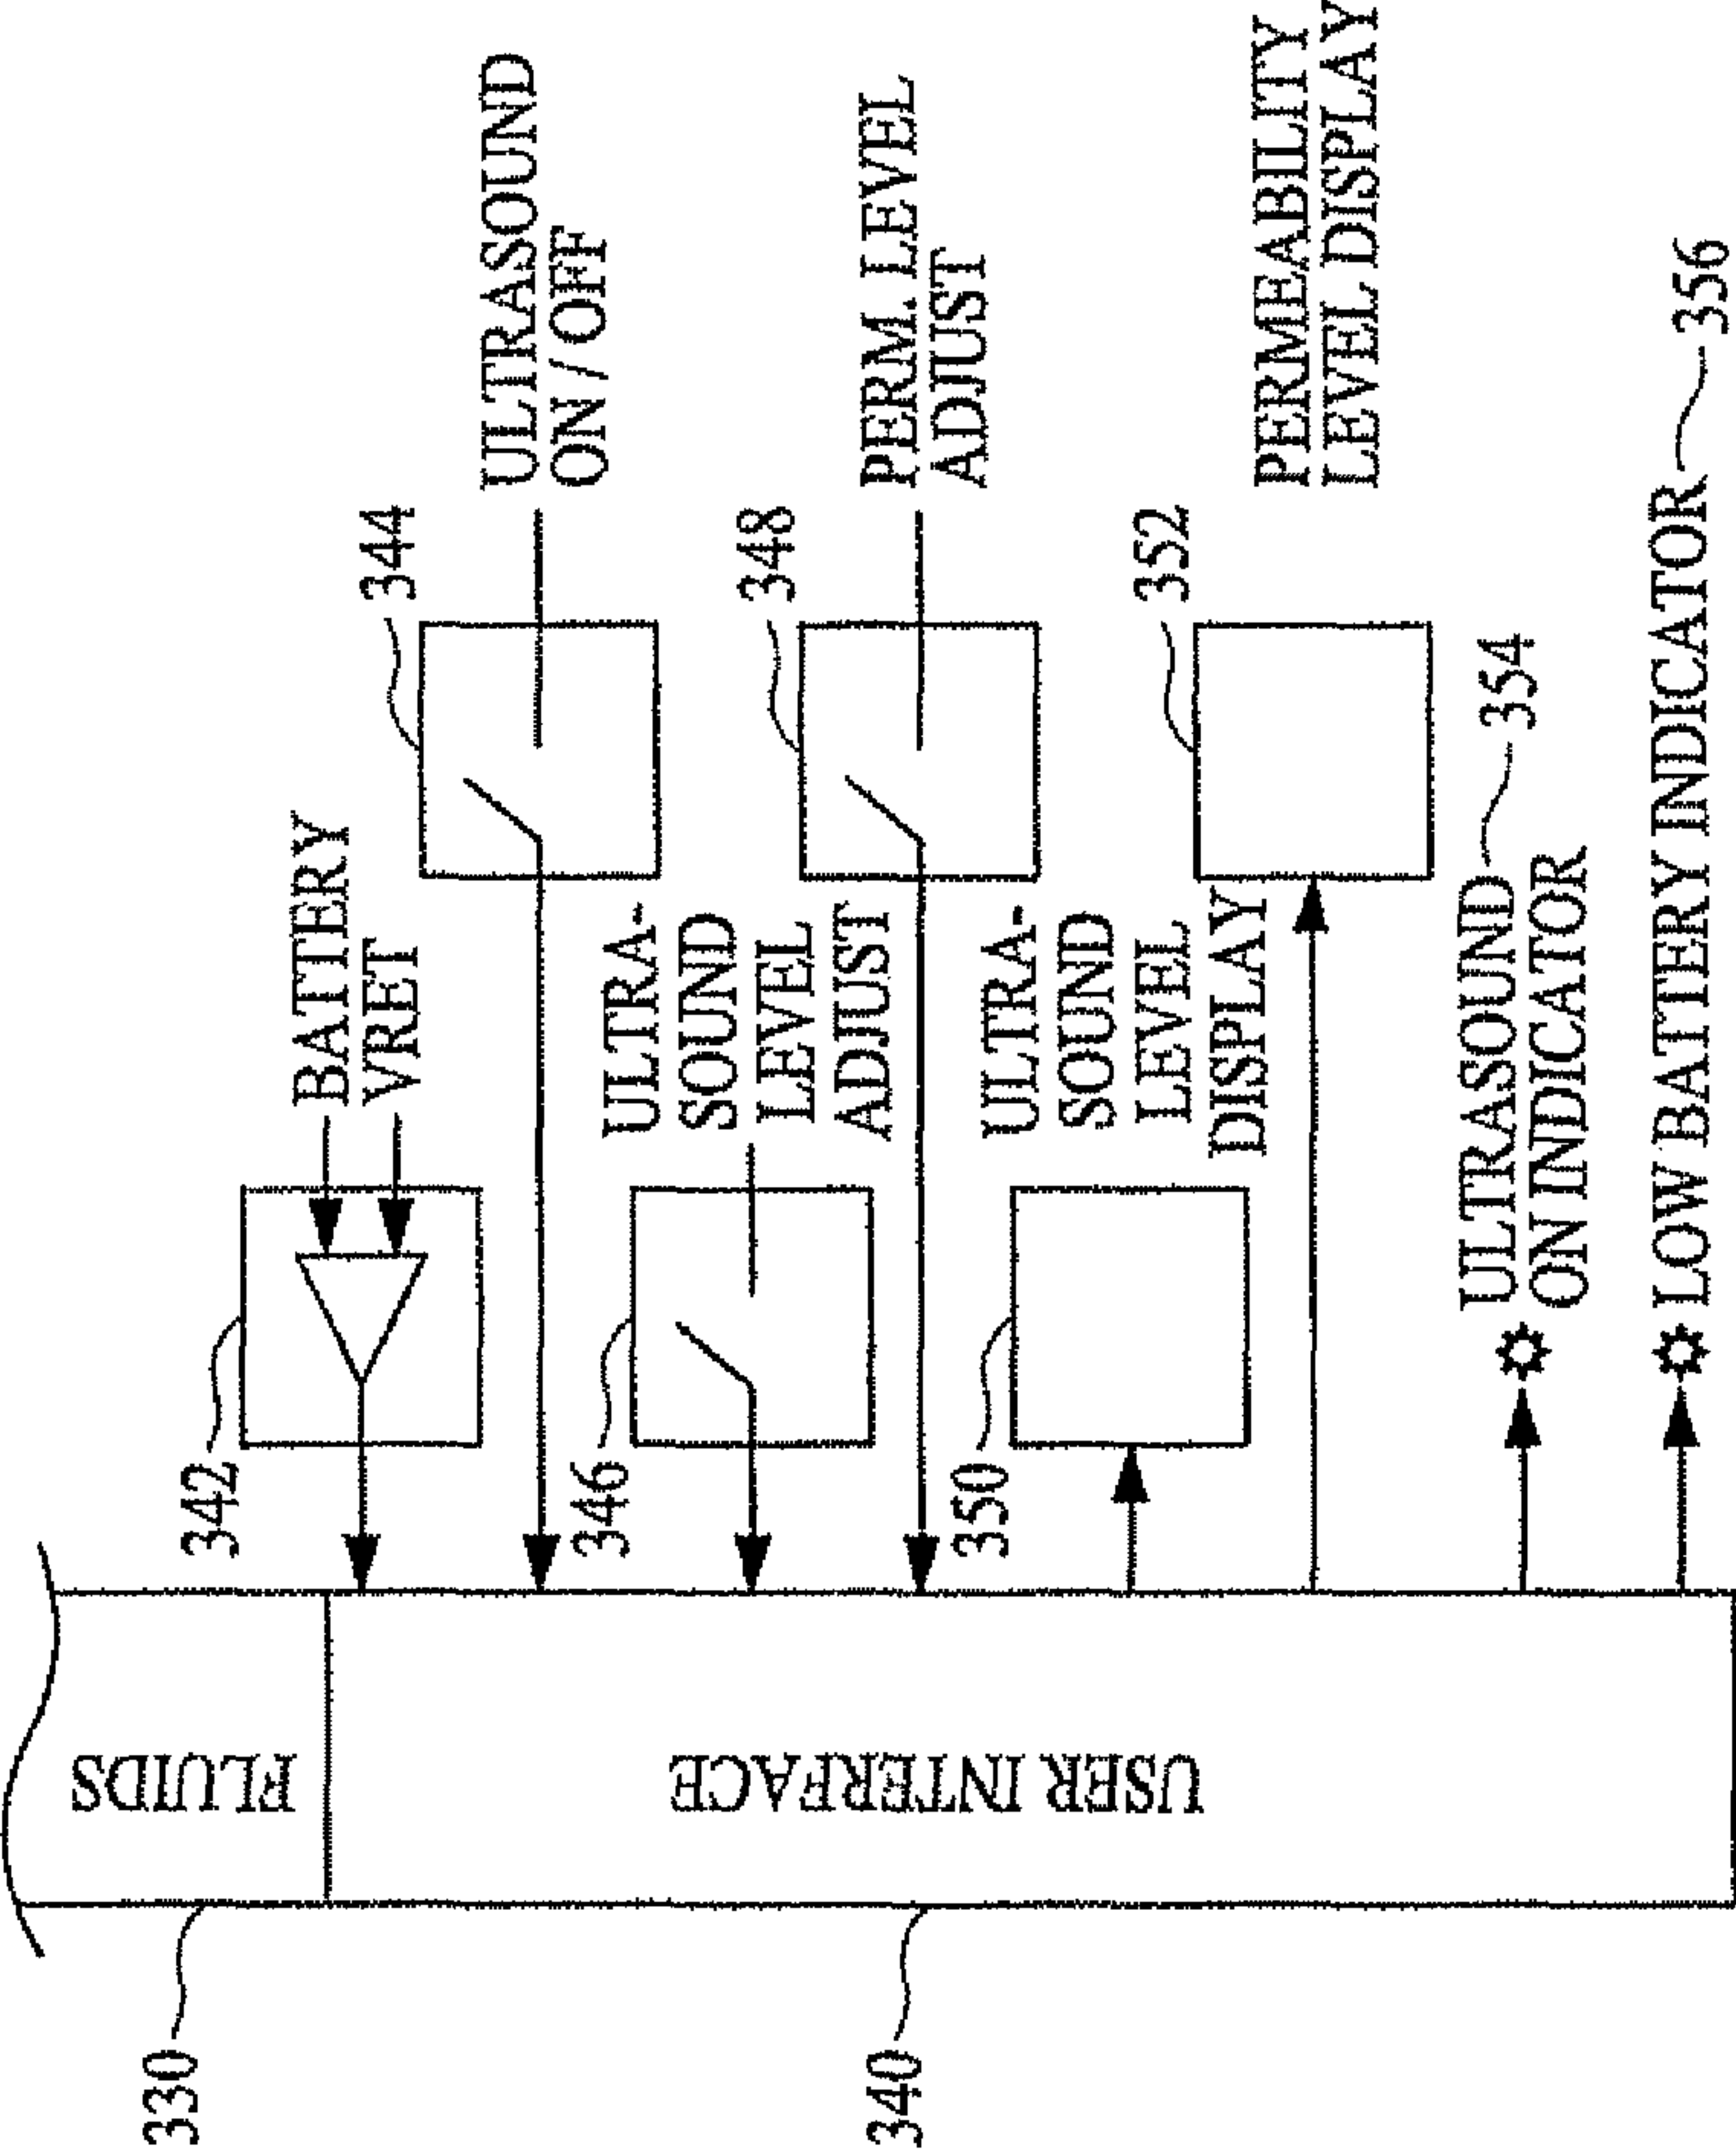 330
FLUIDS
342
BATTERY
VRET
344
ULTRASOUND
ON / OFF
346
ULTRA-
SOUND
LEVEL
ADJUST
348
PERM. LEVEL
ADJUST
340
USER INTERFACE
350
ULTRA-
SOUND
LEVEL
DISPLAY
352
PERMEABILITY
LEVEL DISPLAY
ULTRASOUND
ON INDICATOR
354
LOW BATTERY INDICATOR
356